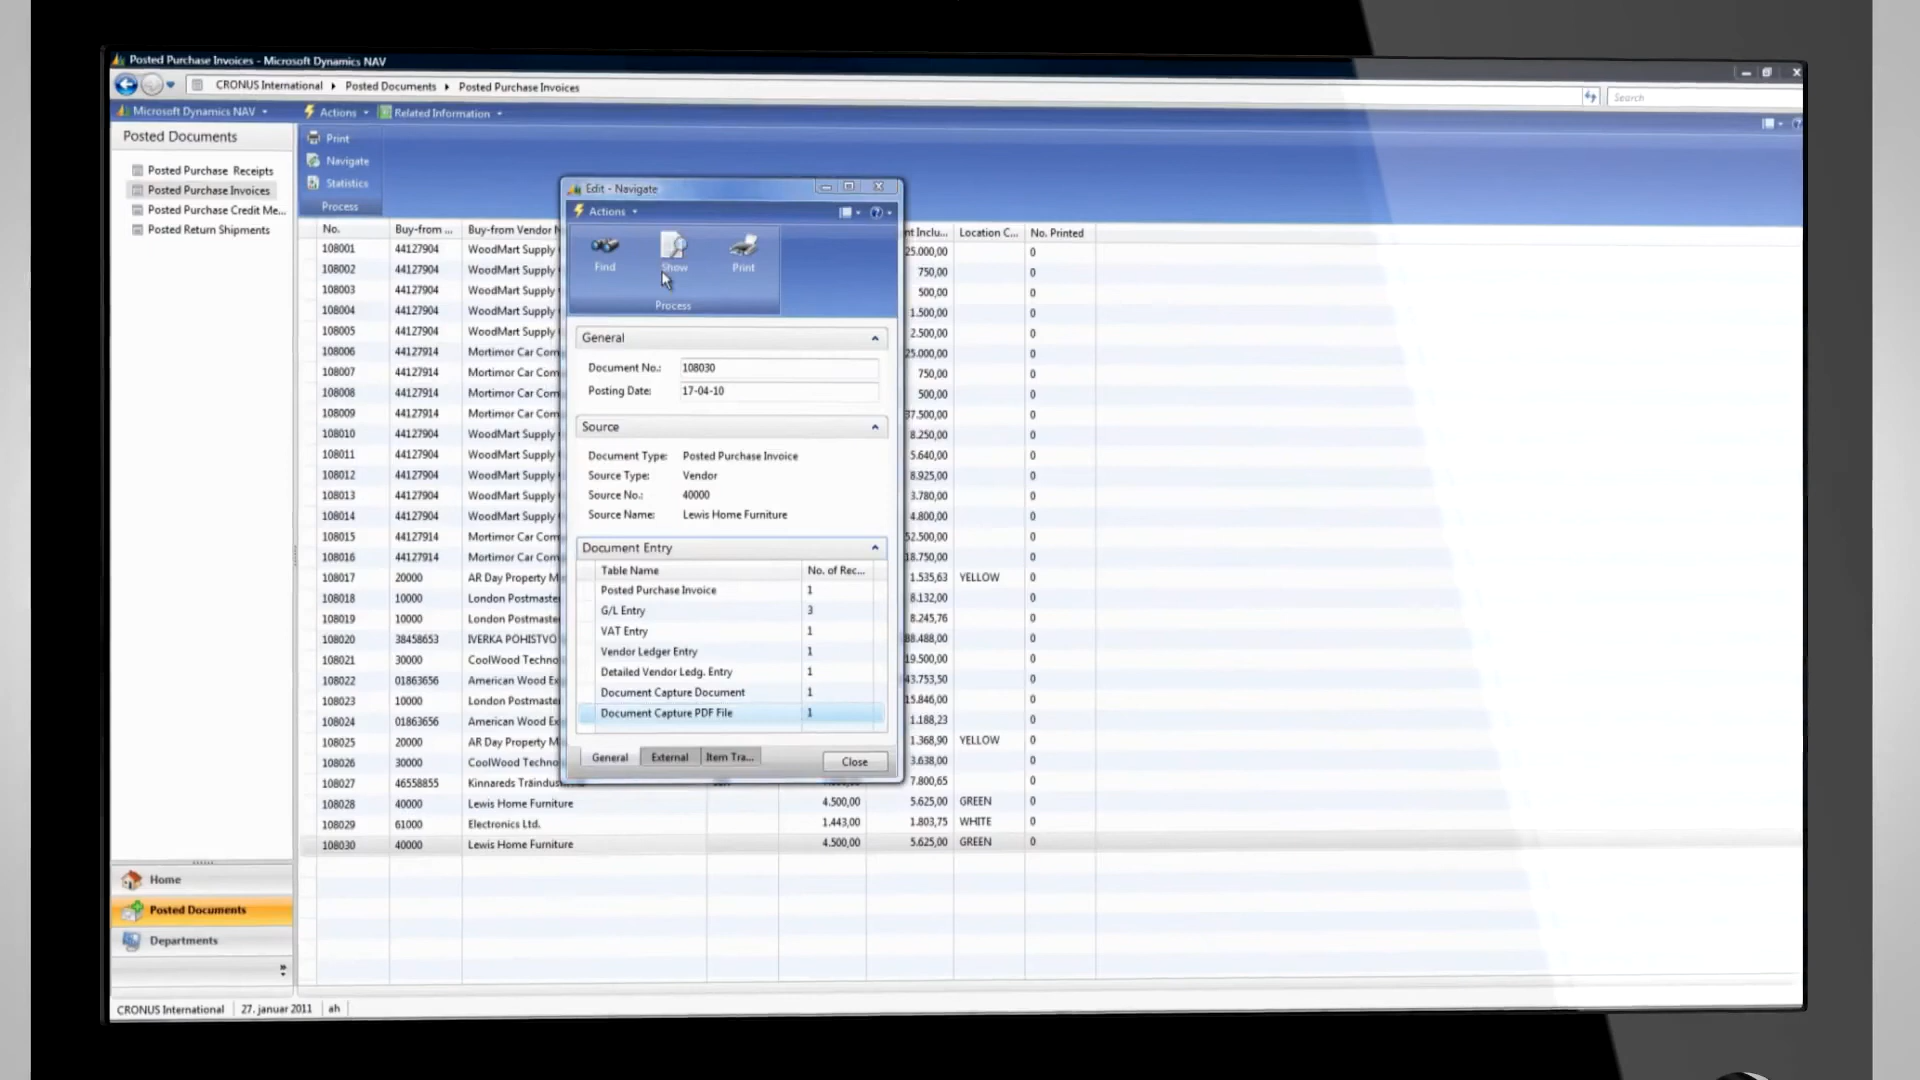 Posted Purchase Invoices - Microsoft Dynamics NAV
CRONUS International Posted Documents Posted Purchase Invoices
Search
Microsoft Dynamics NAV
Actions Related Information
Posted Documents
Posted Purchase Receipts
Posted Purchase Invoices
Posted Purchase Credit Me...
Posted Return Shipments
Print
Navigate
Statistics
Process
No. Buy-from ... Buy-from Vendor Inclu... Location C... No. Printed
108001 44127904 WoodMart Supply 25.000,00 0
108002 44127904 WoodMart Supply 750,00 0
108003 44127904 WoodMart Supply 500,00 0
108004 44127904 WoodMart Supply 1.500,00 0
108005 44127904 WoodMart Supply 2.500,00 0
108006 44127914 Mortimor Car Com 25.000,00 0
108007 44127914 Mortimor Car Com 750,00 0
108008 44127914 Mortimor Car Com 500,00 0
108009 44127914 Mortimor Car Com 37.500,00 0
108010 44127904 WoodMart Supply 8.250,00 0
108011 44127904 WoodMart Supply 5.640,00 0
108012 44127904 WoodMart Supply 8.925,00 0
108013 44127904 WoodMart Supply 3.780,00 0
108014 44127904 WoodMart Supply 4.800,00 0
108015 44127914 Mortimor Car Com 52.500,00 0
108016 44127914 Mortimor Car Com 18.750,00 0
108017 20000 AR Day Property M 1.535,63 YELLOW 0
108018 10000 London Postmaste 8.132,00 0
108019 10000 London Postmaste 8.245,76 0
108020 38458653 IVERKA POHISTVO 88.488,00 0
108021 30000 CoolWood Techno 19.500,00 0
108022 01863656 American Wood Ex 43.753,50 0
108023 10000 London Postmaste 15.846,00 0
108024 01863656 American Wood Ex 1.188,23 0
108025 20000 AR Day Property M 1.368,90 YELLOW 0
108026 30000 CoolWood Techno 3.638,00 0
108027 46558855 Kinnareds Träindust 7.800,65 0
108028 40000 Lewis Home Furniture 4.500,00 5.625,00 GREEN 0
108029 61000 Electronics Ltd. 1.443,00 1.803,75 WHITE 0
108030 40000 Lewis Home Furniture 4.500,00 5.625,00 GREEN 0
Edit - Navigate
Actions
Find Show Print
Process
General
Document No.: 108030
Posting Date: 17-04-10
Source
Document Type: Posted Purchase Invoice
Source Type: Vendor
Source No.: 40000
Source Name: Lewis Home Furniture
Document Entry
Table Name No. of Rec...
Posted Purchase Invoice 1
G/L Entry 3
VAT Entry 1
Vendor Ledger Entry 1
Detailed Vendor Ledg. Entry 1
Document Capture Document 1
Document Capture PDF File 1
General External Item Tra... Close
Home
Posted Documents
Departments
CRONUS International 27. januar 2011 ah